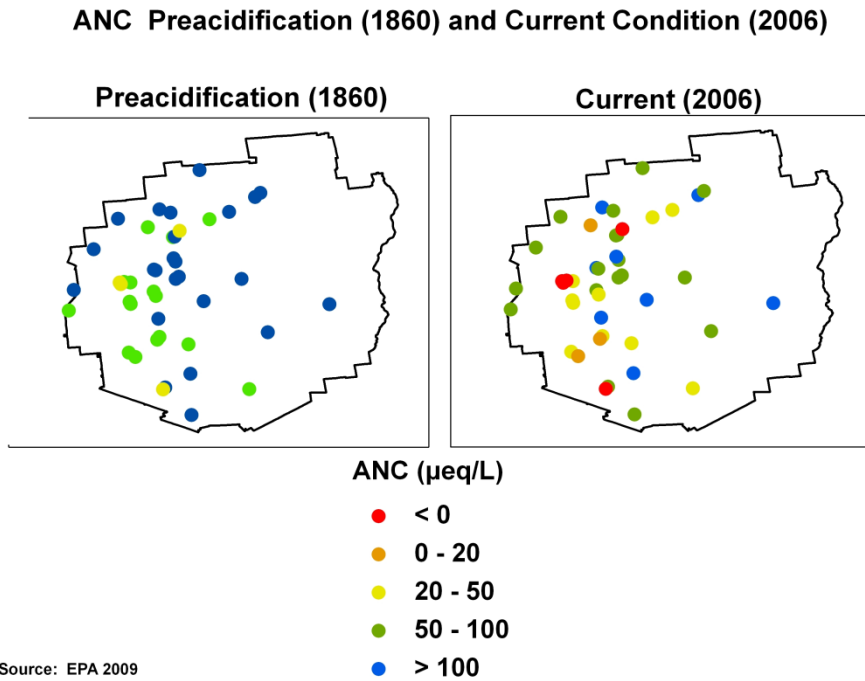 ANC Preacidification (1860) and Current Condition (2006)
Preacidification (1860)
Current (2006)
ANC (µeq/L)
< 0
0 - 20
20 - 50
50 - 100
> 100
Source: EPA 2009